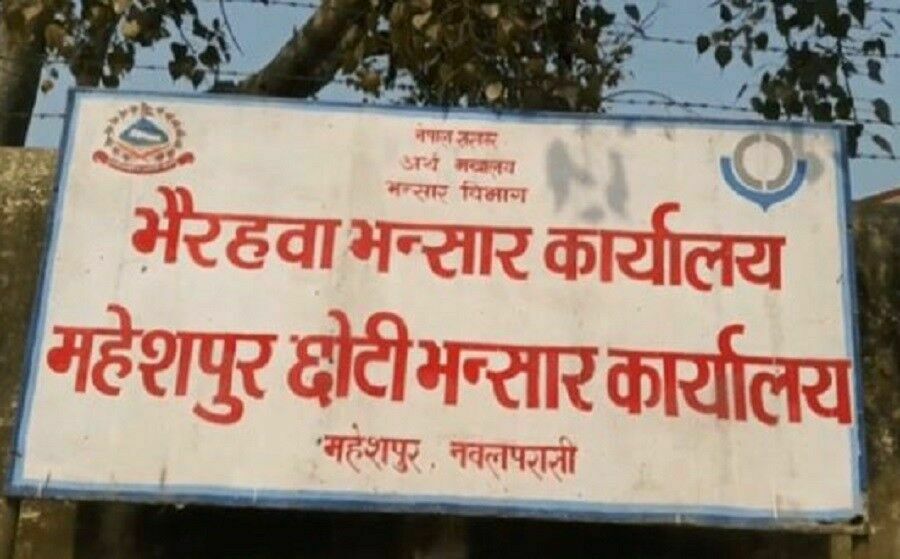 नेपाल सरकार
अर्थ मन्त्रालय
भन्सार विभाग
भैरहवा भन्सार कार्यालय
महेशपुर छोटी भन्सार कार्यालय
महेशपुर, नवलपरासी